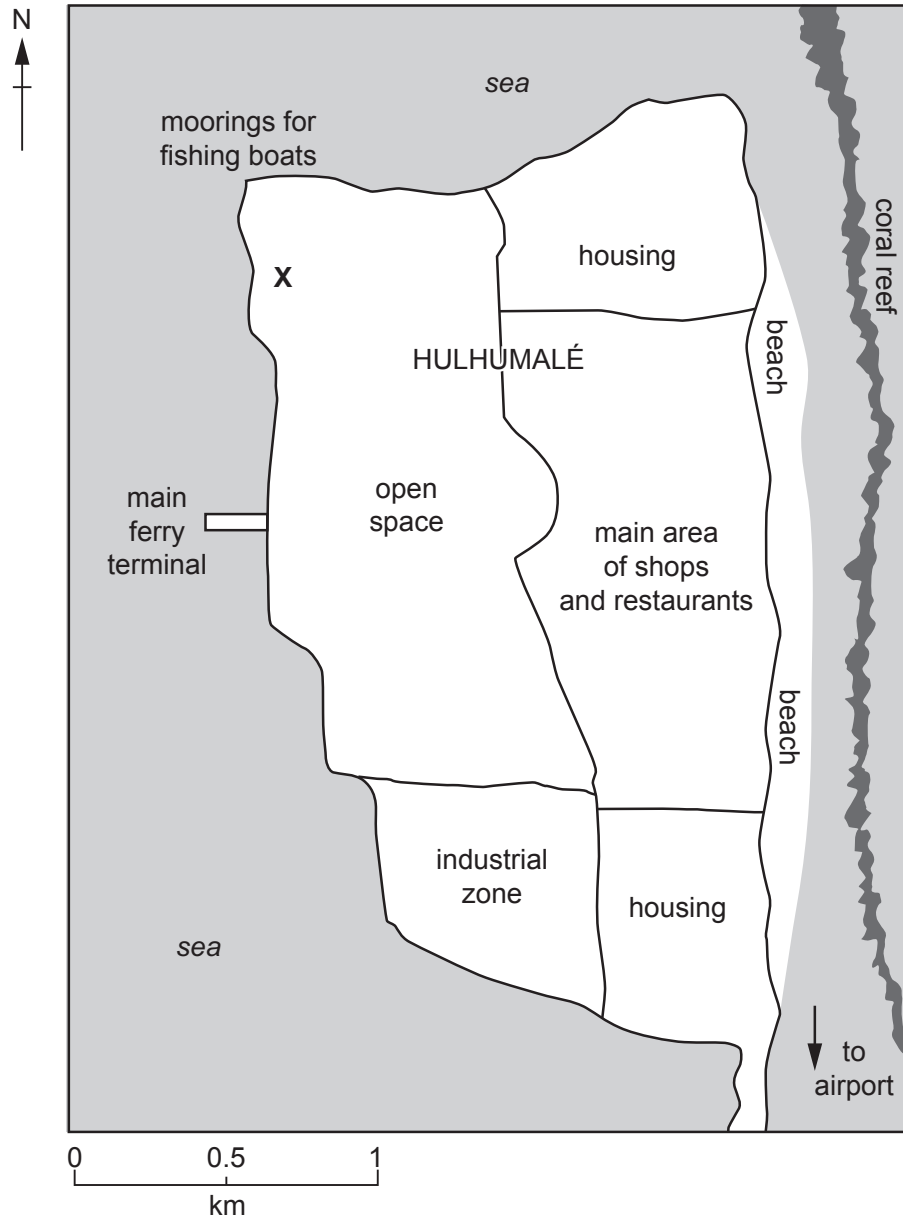 N
sea
moorings for
fishing boats
coral reef
housing
X
beach
HULHUMALÉ
main
ferry
terminal
open
space
main area
of shops
and restaurants
beach
industrial
zone
housing
sea
to
airport
0 0.5 1
km